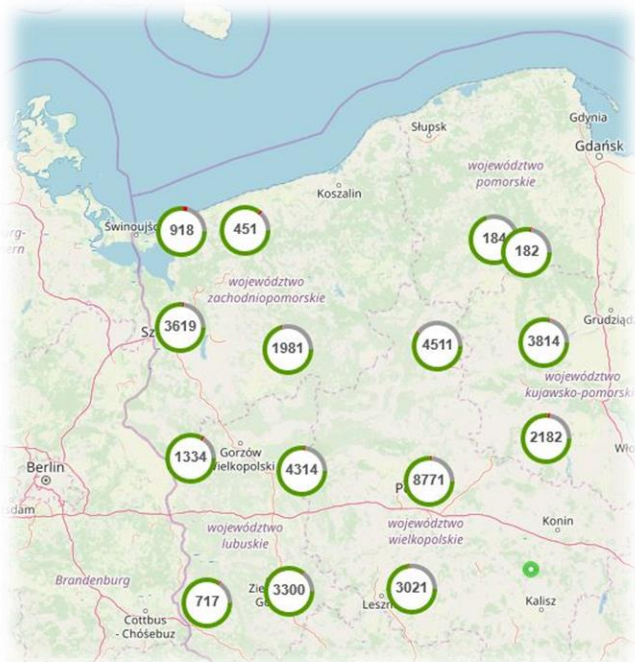 Słupsk
Gdynia
Gdańsk
województwo
pomorskie
Koszalin
Świnoujśc
918
451
184
182
województwo
zachodniopomorskie
3619
1981
4511
3814
Grudziądz
województwo
kujawsko-pomorskie
2182
1334
Gorzów
Wielkopolski
4314
8771
Berlin
Konin
województwo
lubuskie
województwo
wielkopolskie
Brandenburg
717
3300
3021
Leszn
Kalisz
Cottbus
- Chóśebuz